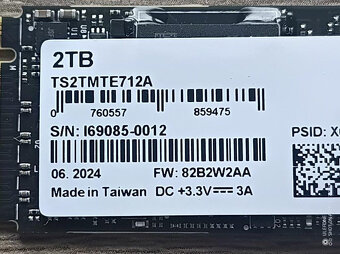 2TB
TS2TMTE712A
0 760557 859475
S/N: I69085-0012
PSID: X
06. 2024 FW: 82B2W2AA
Made in Taiwan DC +3.3V⎓ 3A